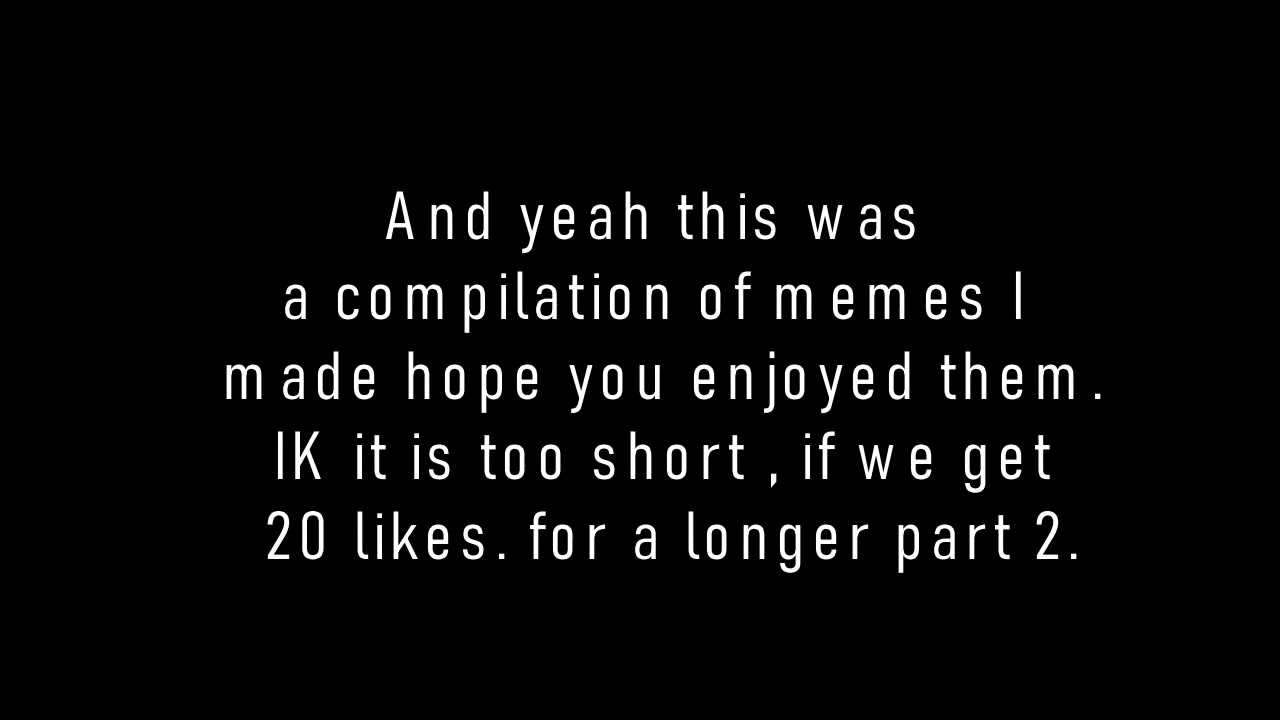 And yeah this was
a compilation of memes I
made hope you enjoyed them.
IK it is too short , if we get
20 likes. for a longer part 2.